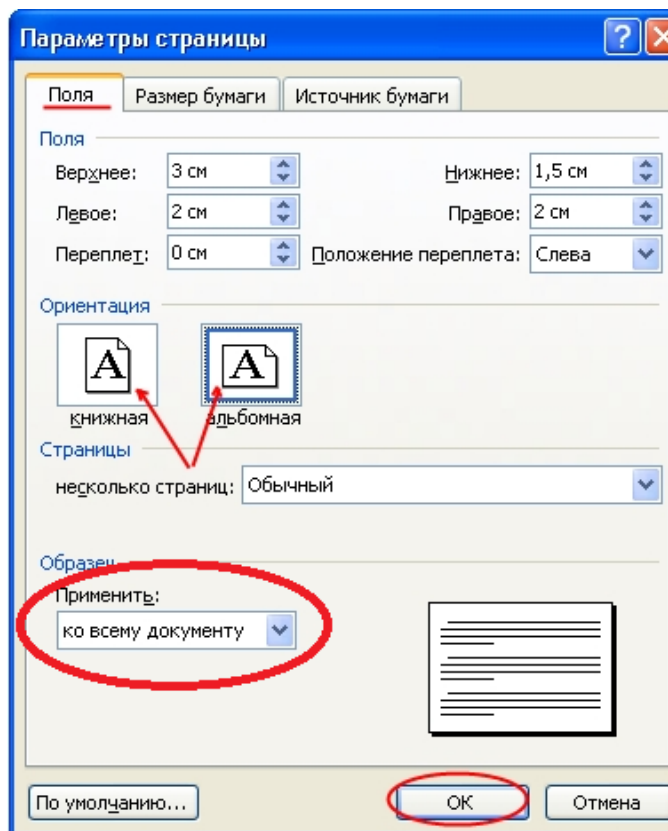 Параметры страницы
Поля Размер бумаги Источник бумаги
Поля
Верхнее: 3 см Нижнее: 1,5 см
Левое: 2 см Правое: 2 см
Переплет: 0 см Положение переплета: Слева
Ориентация
A A
книжная альбомная
Страницы
несколько страниц: Обычный
Образец
Применить:
ко всему документу
По умолчанию... ОК Отмена